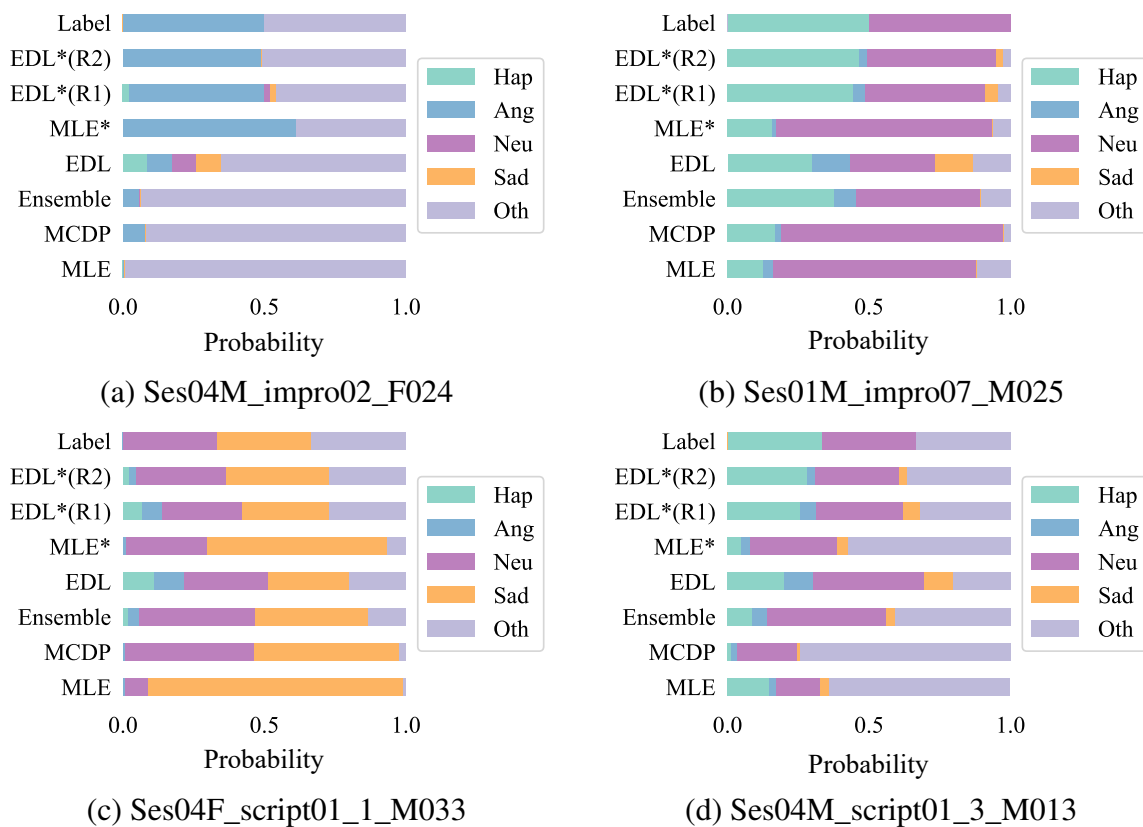 Label
EDL*(R2)
EDL*(R1)
MLE*
EDL
Ensemble
MCDP
MLE
Hap
Ang
Neu
Sad
Oth
0.0 0.5 1.0
Probability
(a) Ses04M_impro02_F024
Label
EDL*(R2)
EDL*(R1)
MLE*
EDL
Ensemble
MCDP
MLE
Hap
Ang
Neu
Sad
Oth
0.0 0.5 1.0
Probability
(b) Ses01M_impro07_M025
Label
EDL*(R2)
EDL*(R1)
MLE*
EDL
Ensemble
MCDP
MLE
Hap
Ang
Neu
Sad
Oth
0.0 0.5 1.0
Probability
(c) Ses04F_script01_1_M033
Label
EDL*(R2)
EDL*(R1)
MLE*
EDL
Ensemble
MCDP
MLE
Hap
Ang
Neu
Sad
Oth
0.0 0.5 1.0
Probability
(d) Ses04M_script01_3_M013